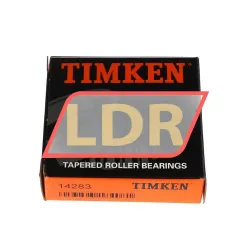 TIMKEN
LDR
TAPERED ROLLER BEARINGS
14283 TIMKEN